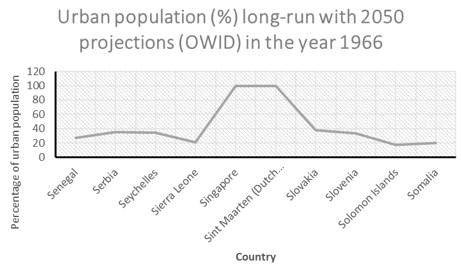 Urban population (%) long-run with 2050
projections (OWID) in the year 1966
Percentage of urban population
120
100
80
60
40
20
0
Senegal
Serbia
Seychelles
Sierra Leone
Singapore
Sint Maarten (Dutch...
Slovakia
Slovenia
Solomon Islands
Somalia
Country